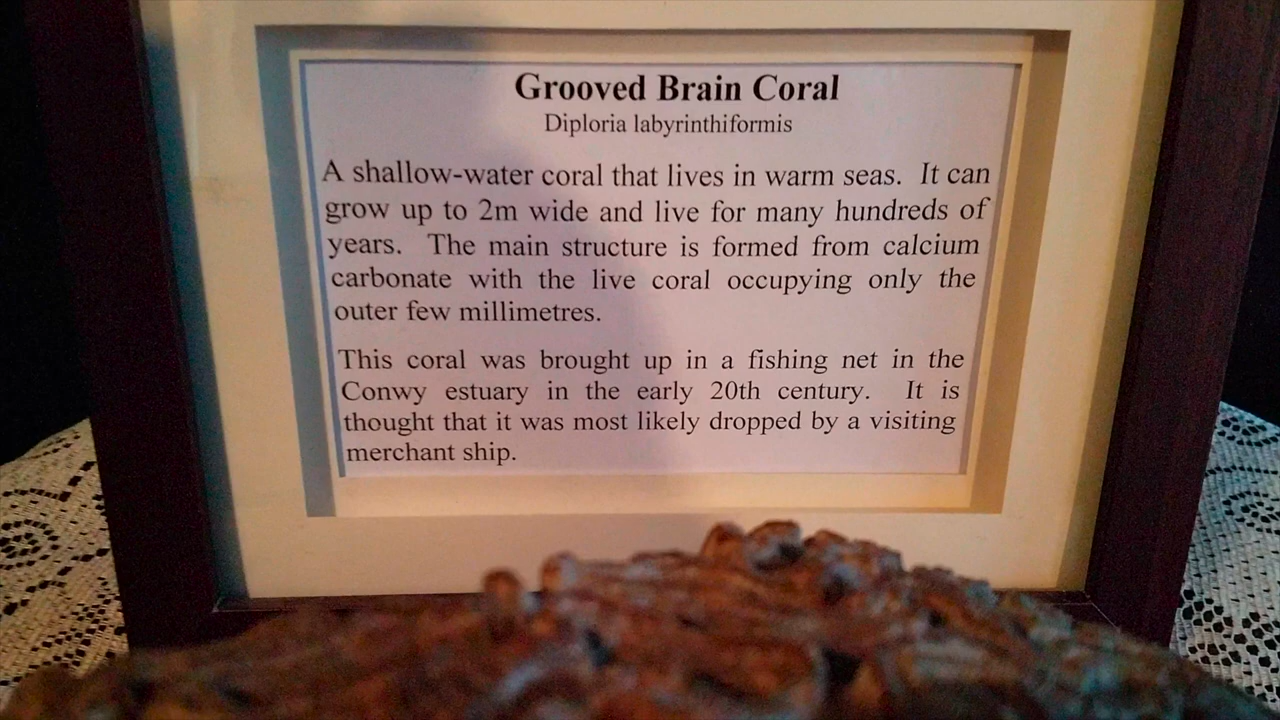 Grooved Brain Coral
Diploria labyrinthiformis
A shallow-water coral that lives in warm seas. It can
grow up to 2m wide and live for many hundreds of
years. The main structure is formed from calcium
carbonate with the live coral occupying only the
outer few millimetres.
This coral was brought up in a fishing net in the
Conwy estuary in the early 20th century. It is
thought that it was most likely dropped by a visiting
merchant ship.